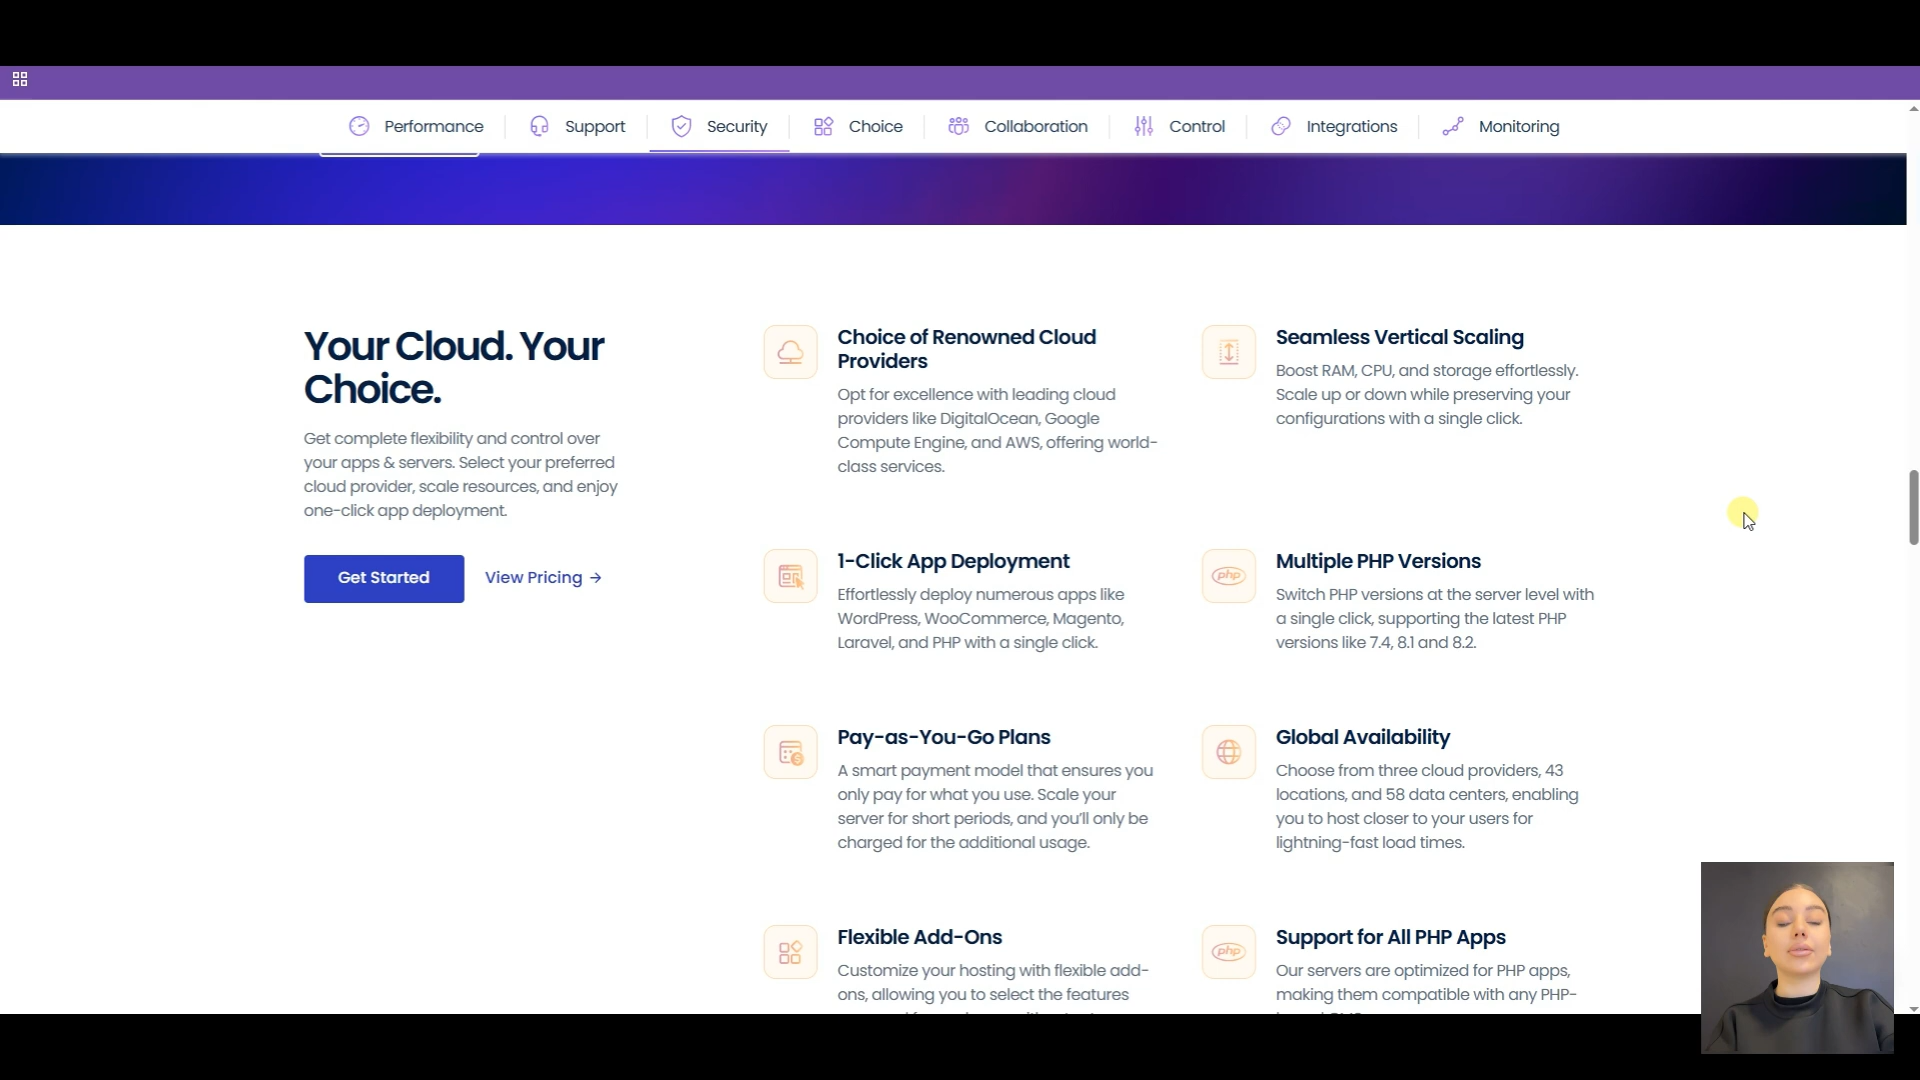 Performance
Support
Security
Choice
Collaboration
Control
Integrations
Monitoring
Your Cloud. Your
Choice.
Get complete flexibility and control over
your apps & servers. Select your preferred
cloud provider, scale resources, and enjoy
one-click app deployment.
Get Started
View Pricing →
Choice of Renowned Cloud
Providers
Opt for excellence with leading cloud
providers like DigitalOcean, Google
Compute Engine, and AWS, offering world-
class services.
Seamless Vertical Scaling
Boost RAM, CPU, and storage effortlessly.
Scale up or down while preserving your
configurations with a single click.
1-Click App Deployment
Effortlessly deploy numerous apps like
WordPress, WooCommerce, Magento,
Laravel, and PHP with a single click.
php
Multiple PHP Versions
Switch PHP versions at the server level with
a single click, supporting the latest PHP
versions like 7.4, 8.1 and 8.2.
Pay-as-You-Go Plans
A smart payment model that ensures you
only pay for what you use. Scale your
server for short periods, and you'll only be
charged for the additional usage.
Global Availability
Choose from three cloud providers, 43
locations, and 58 data centers, enabling
you to host closer to your users for
lightning-fast load times.
Flexible Add-Ons
Customize your hosting with flexible add-
ons, allowing you to select the features
php
Support for All PHP Apps
Our servers are optimized for PHP apps,
making them compatible with any PHP-